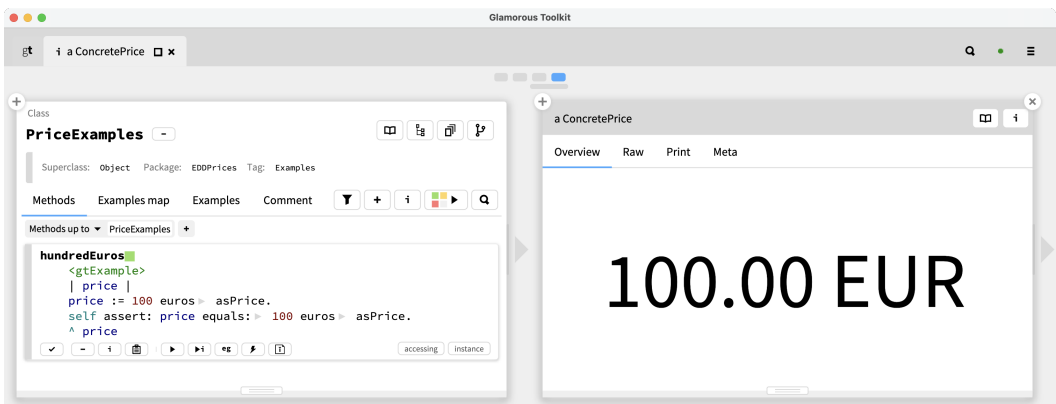 Glamorous Toolkit
gt i a ConcretePrice
Class
PriceExamples -
Superclass: Object Package: EDDPrices Tag: Examples
Methods Examples map Examples Comment + i
Methods up to PriceExamples +
hundredEuros
<gtExample>
| price |
price := 100 euros asPrice.
self assert: price equals: 100 euros asPrice.
^ price
- i i eg accessing instance
a ConcretePrice i
Overview Raw Print Meta
100.00 EUR